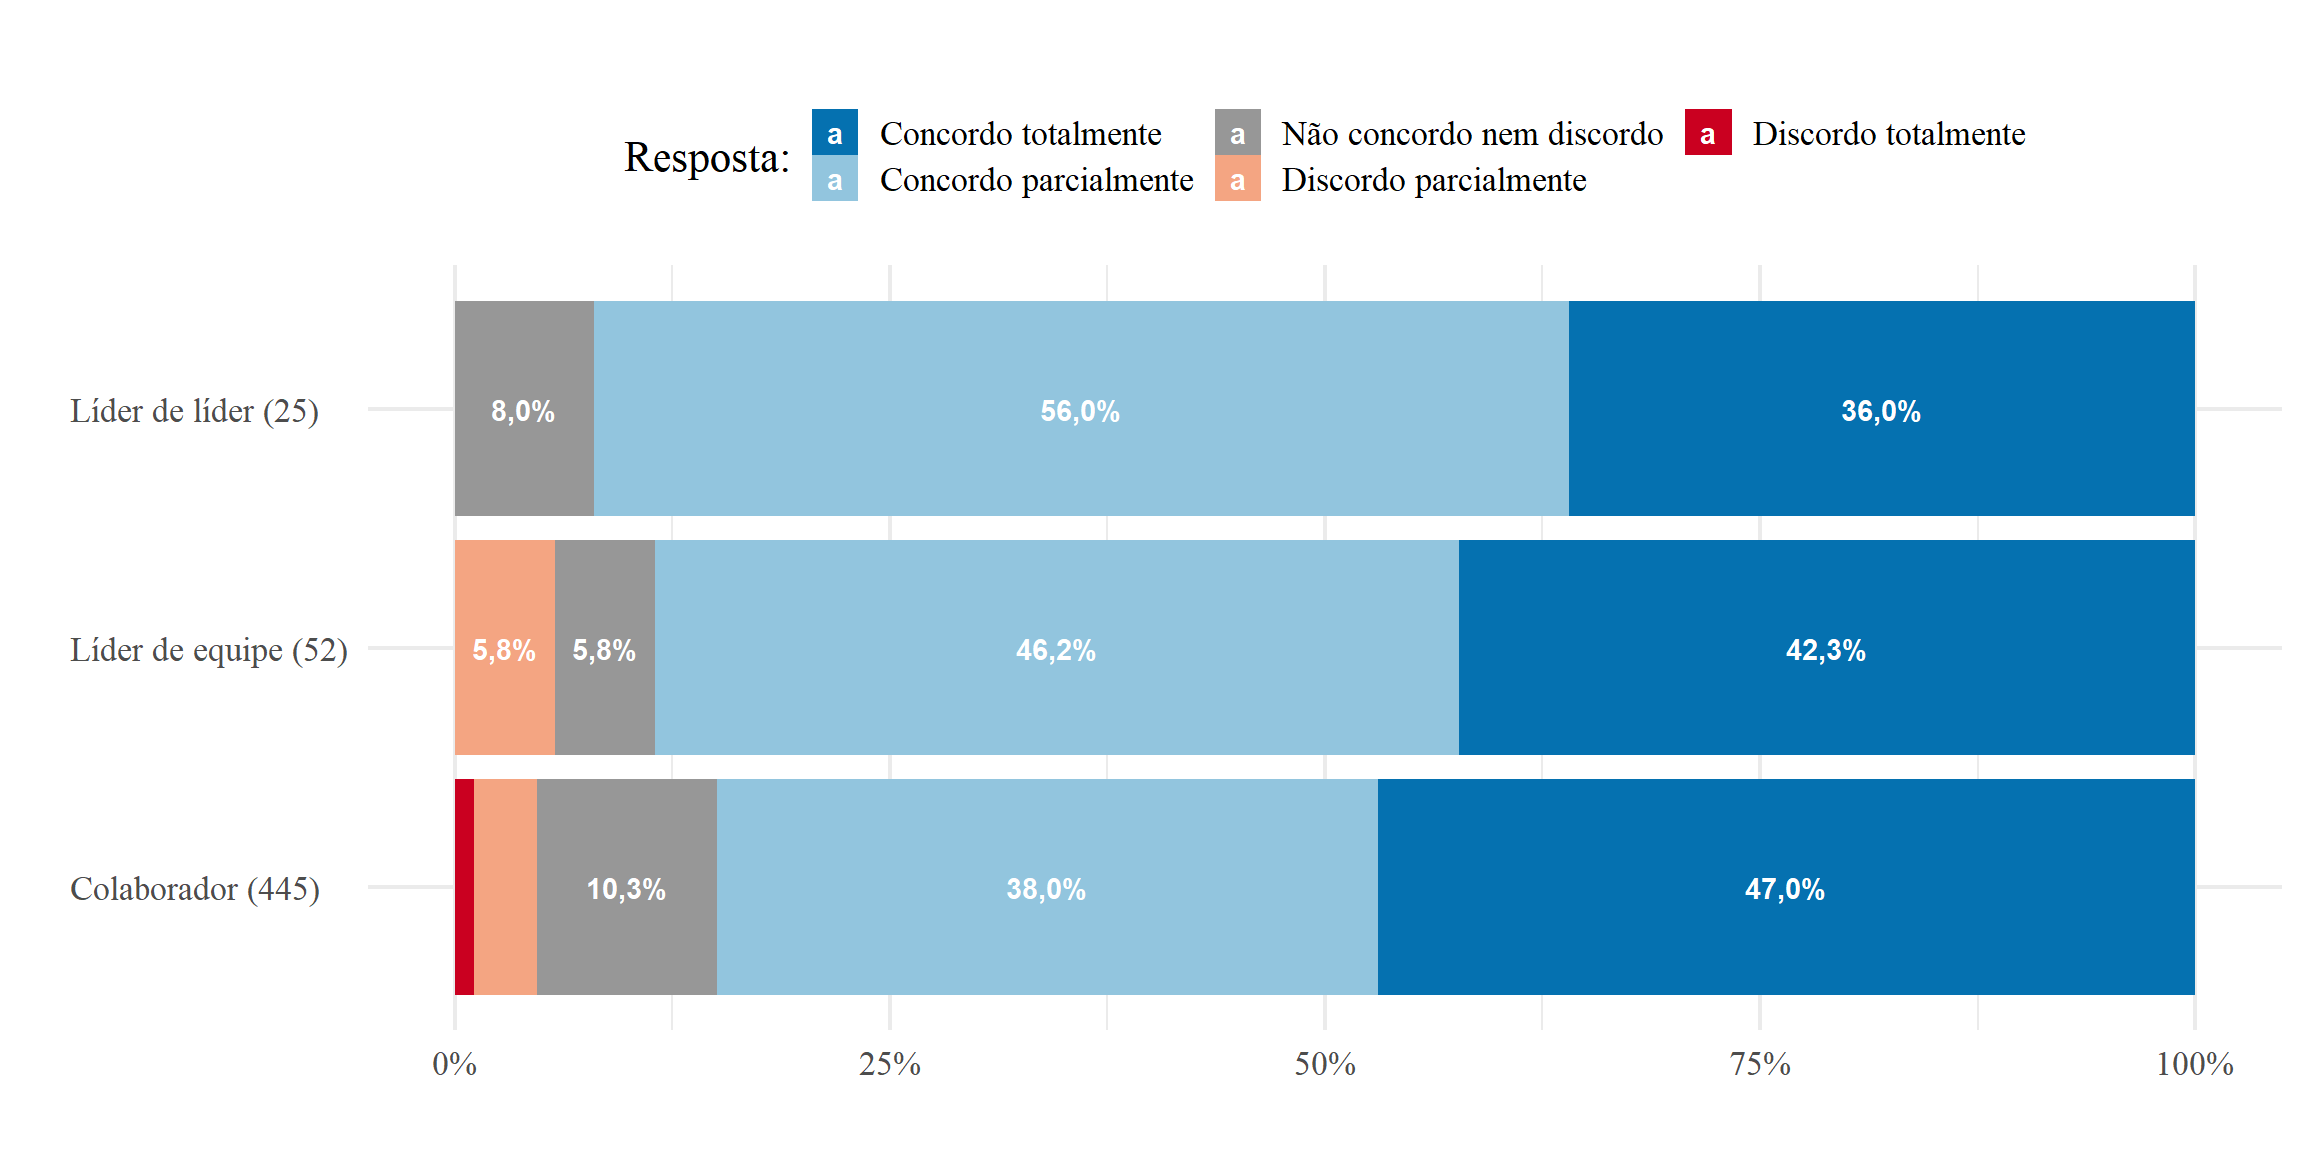 Resposta:
a Concordo totalmente
a Concordo parcialmente
a Não concordo nem discordo
a Discordo parcialmente
a Discordo totalmente
Líder de líder (25)
8,0% 56,0% 36,0%
Líder de equipe (52)
5,8% 5,8% 46,2% 42,3%
Colaborador (445)
10,3% 38,0% 47,0%
0% 25% 50% 75% 100%